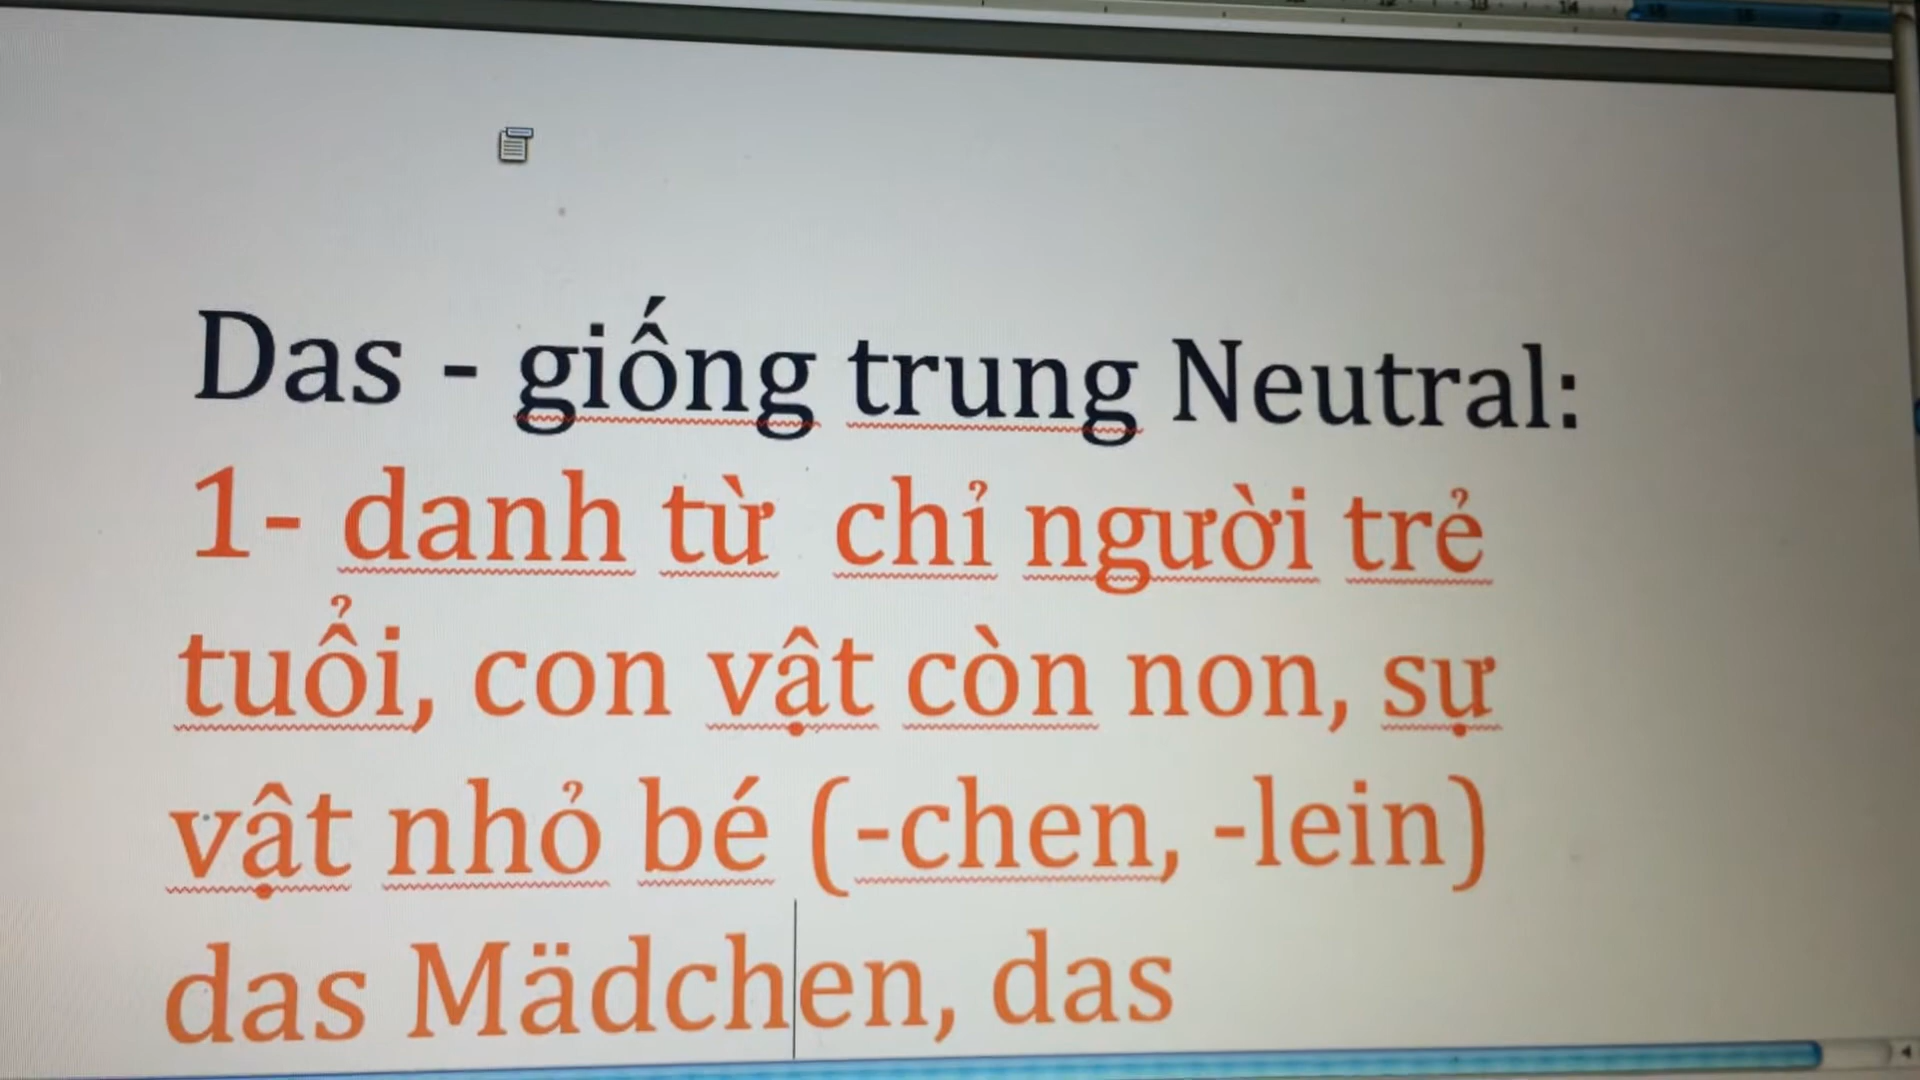 Das - giống trung Neutral:
1- danh từ  chỉ người trẻ
tuổi, con vật còn non, sự
vật nhỏ bé (-chen, -lein)
das Mädchen, das